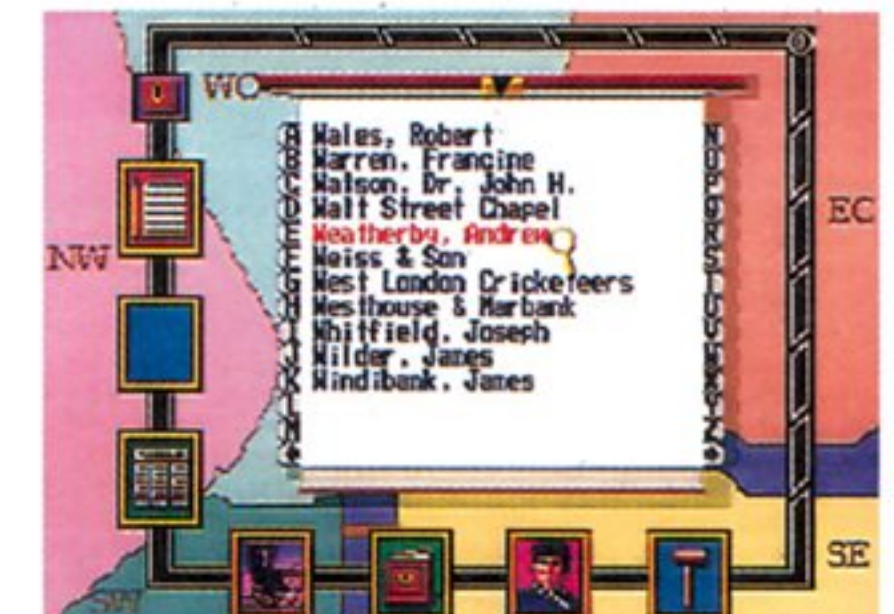 WC
NW
EC
Wales, Robert
Warren, Francine
Watson, Dr. John H.
Walt Street Chapel
Weatherby, Andrew
Weiss & Son
West London Cricketeers
Westhouse & Marbank
Whitfield, Joseph
Wilder, James
Windibank, James
A
B
C
D
E
F
G
H
I
J
K
L
M
N
O
P
Q
R
S
T
U
V
W
X
Y
Z
SE
SW